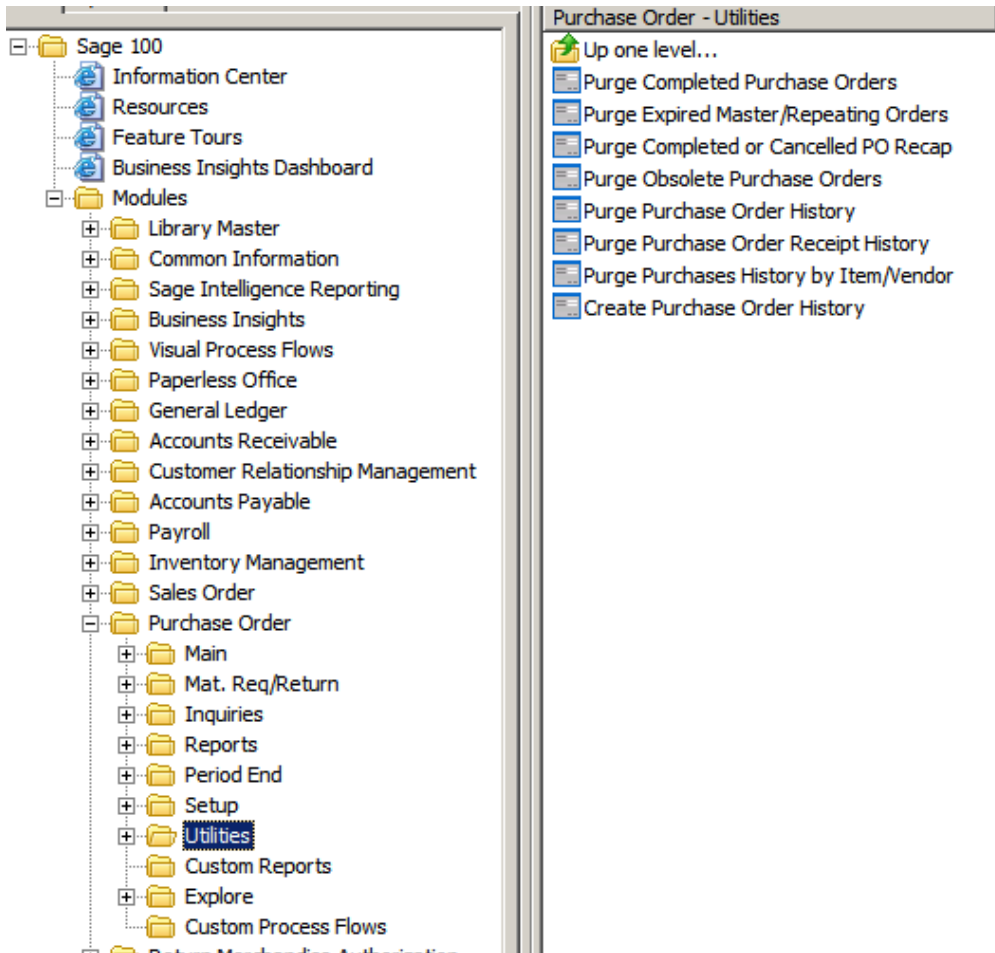 Sage 100
Information Center
Resources
Feature Tours
Business Insights Dashboard
Modules
Library Master
Common Information
Sage Intelligence Reporting
Business Insights
Visual Process Flows
Paperless Office
General Ledger
Accounts Receivable
Customer Relationship Management
Accounts Payable
Payroll
Inventory Management
Sales Order
Purchase Order
Main
Mat. Req/Return
Inquiries
Reports
Period End
Setup
Utilities
Custom Reports
Explore
Custom Process Flows
Return Merchandise Authorization
Purchase Order - Utilities
Up one level...
Purge Completed Purchase Orders
Purge Expired Master/Repeating Orders
Purge Completed or Cancelled PO Recap
Purge Obsolete Purchase Orders
Purge Purchase Order History
Purge Purchase Order Receipt History
Purge Purchases History by Item/Vendor
Create Purchase Order History